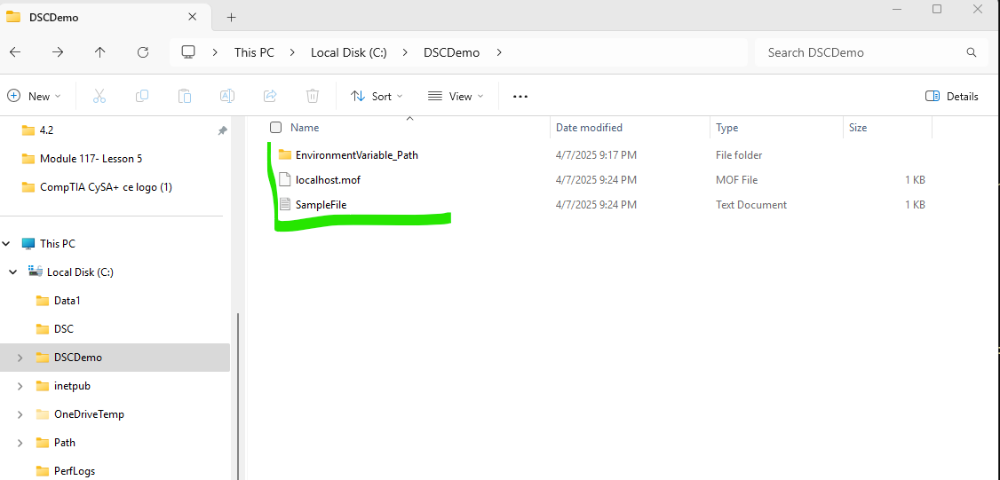 DSCDemo
This PC Local Disk (C:) DSCDemo
Search DSCDemo
New Sort View Details
4.2
Module 117- Lesson 5
CompTIA CySA+ ce logo (1)
This PC
Local Disk (C:)
Data1
DSC
DSCDemo
inetpub
OneDriveTemp
Path
PerfLogs
Name Date modified Type Size
EnvironmentVariable_Path 4/7/2025 9:17 PM File folder
localhost.mof 4/7/2025 9:24 PM MOF File 1 KB
SampleFile 4/7/2025 9:24 PM Text Document 1 KB